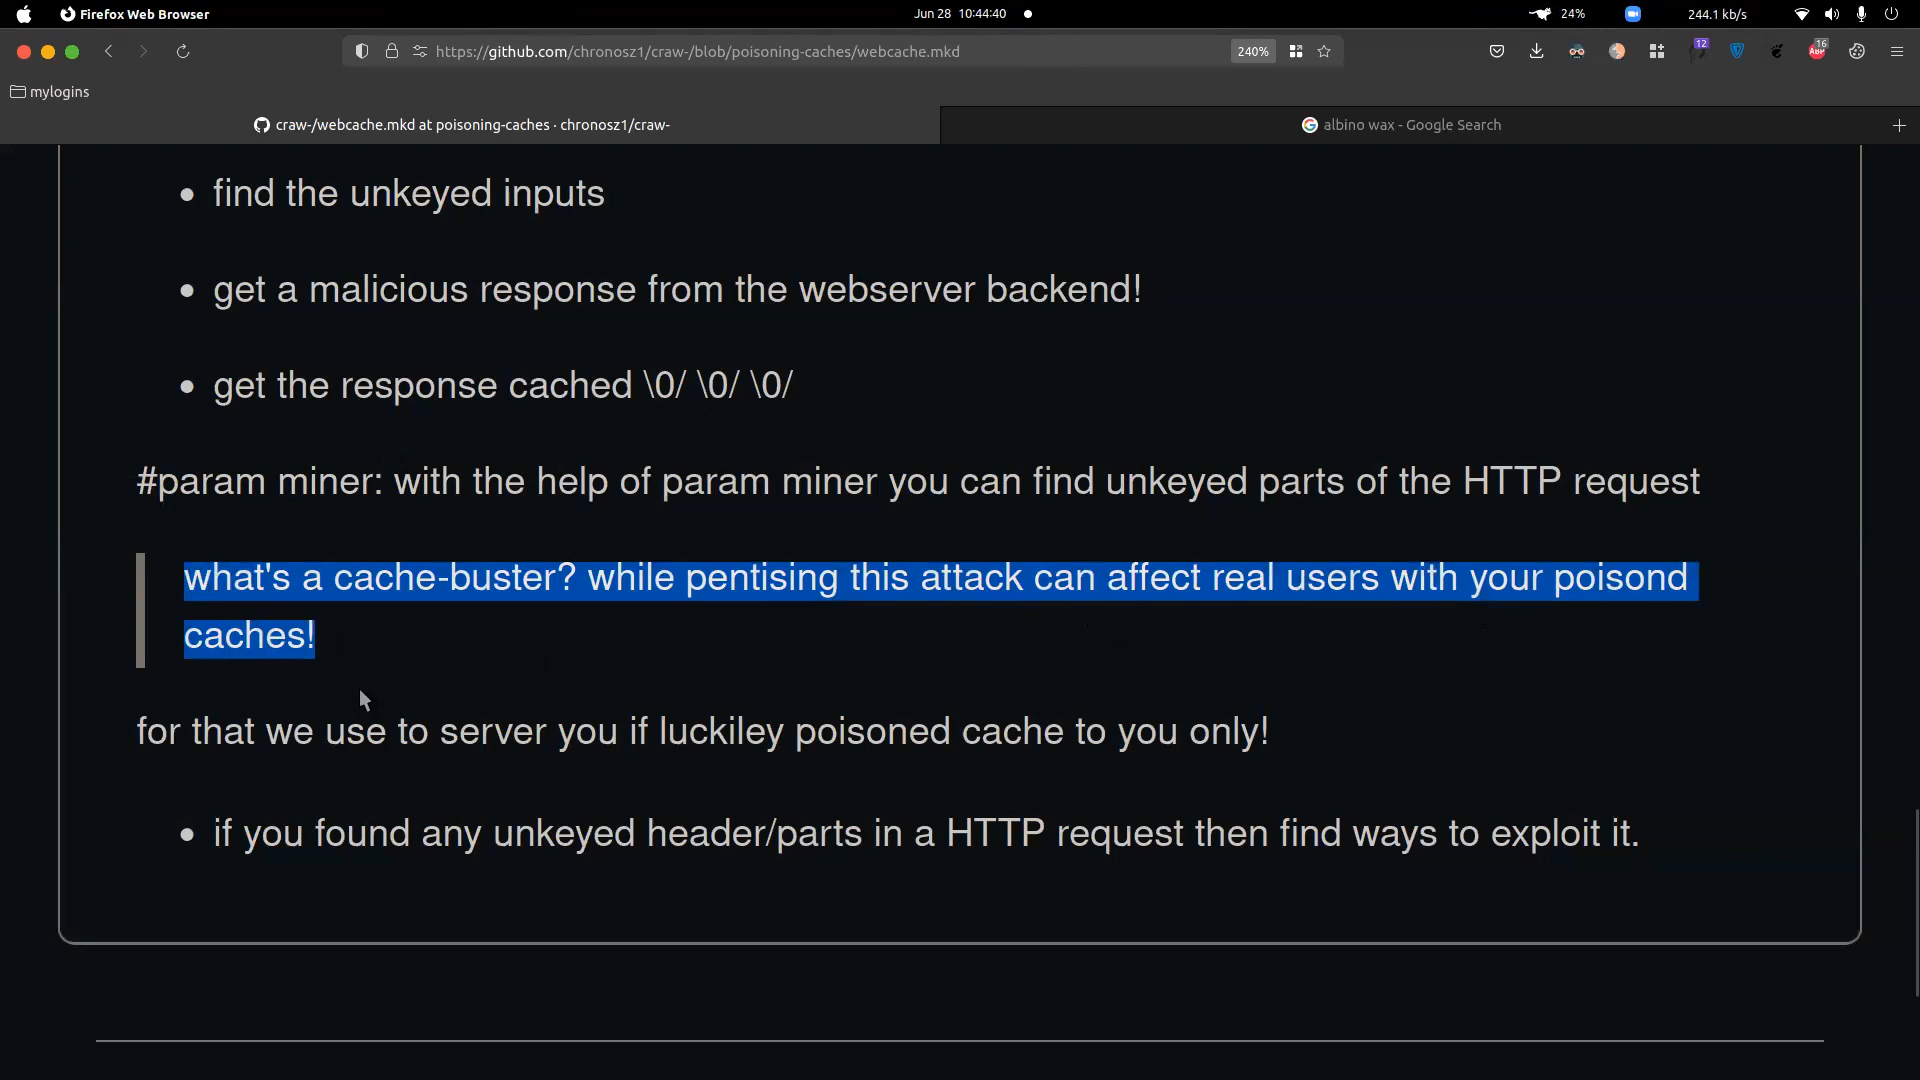 Firefox Web Browser
Jun 28 10:44:40
24%
244.1 kb/s
https://github.com/chronosz1/craw-/blob/poisoning-caches/webcache.mkd
240%
12
ABP
16
mylogins
craw-/webcache.mkd at poisoning-caches · chronosz1/craw-
albino wax - Google Search
find the unkeyed inputs
get a malicious response from the webserver backend!
get the response cached \0/ \0/ \0/
#param miner: with the help of param miner you can find unkeyed parts of the HTTP request
what's a cache-buster? while pentising this attack can affect real users with your poisond
caches!
for that we use to server you if luckiley poisoned cache to you only!
if you found any unkeyed header/parts in a HTTP request then find ways to exploit it.